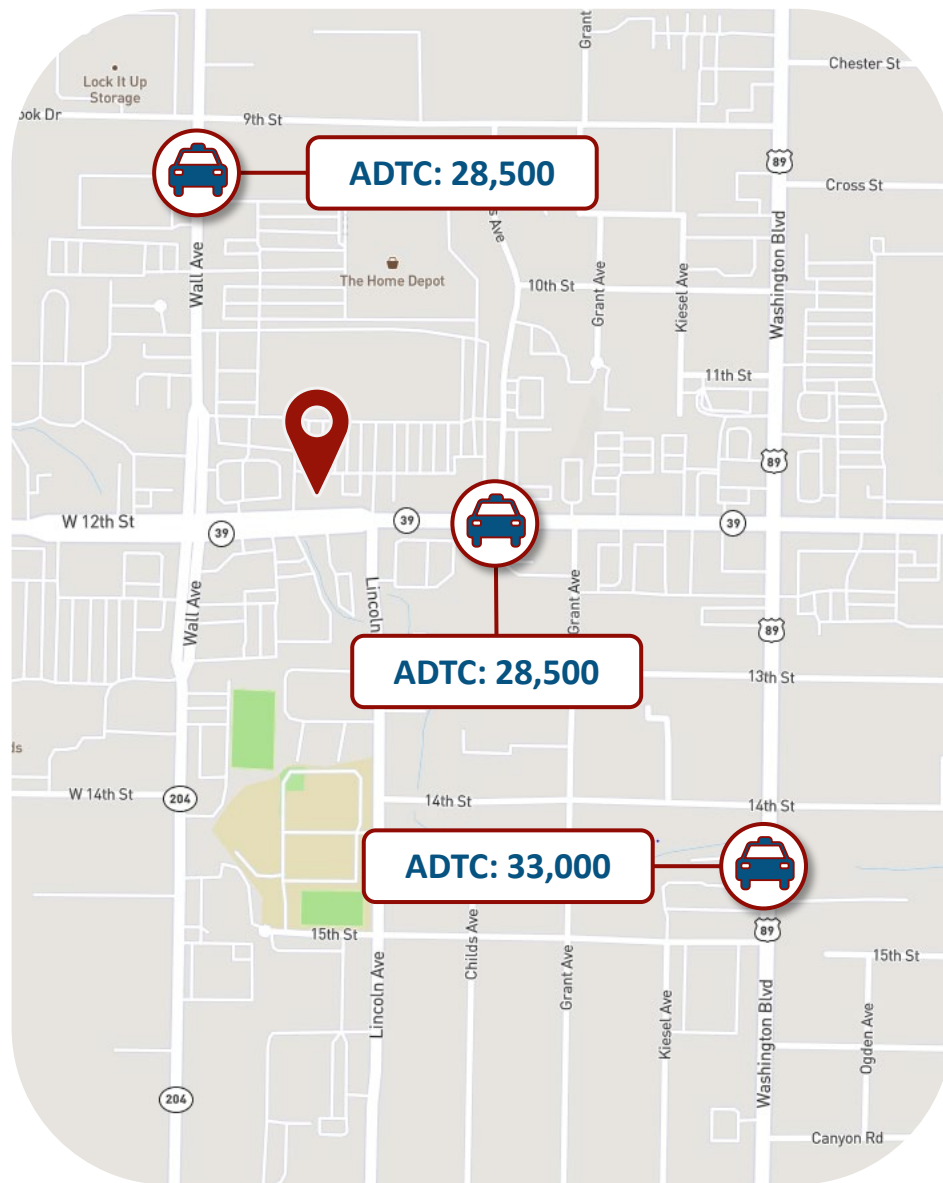 Grant
Chester St
Lock It Up
Storage
ook Dr
9th St
89
ADTC: 28,500
Cross St
s Ave
Wall Ave
The Home Depot
10th St
Grant Ave
Kiesel Ave
Washington Blvd
11th St
89
W 12th St
39
39
39
Wall Ave
Lincoln
Grant Ave
89
ADTC: 28,500
13th St
ds
W 14th St
204
14th St
14th St
ADTC: 33,000
89
15th St
15th St
Lincoln Ave
Childs Ave
Grant Ave
Kiesel Ave
Washington Blvd
Ogden Ave
204
Canyon Rd